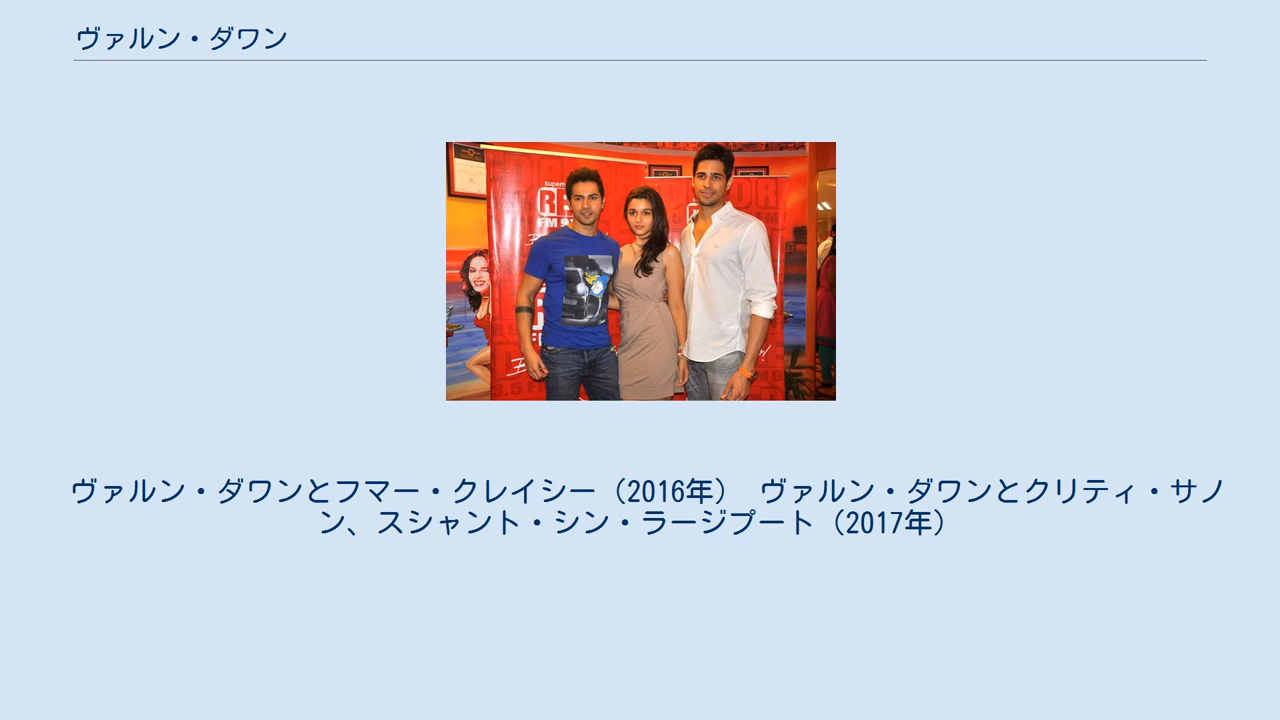 ヴァルン・ダワン
RE
FM 9
ヴァルン・ダワンとフマー・クレイシー（2016年）　ヴァルン・ダワンとクリティ・サノ
ン、スシャント・シン・ラージプート（2017年）